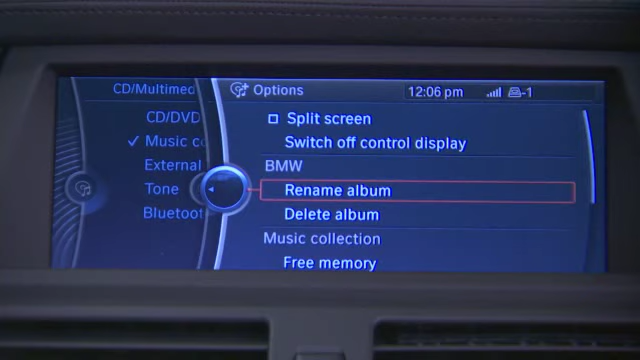 CD/Multimed
CD/DVD
Music co
External
Tone
Bluetoot
Options
12:06 pm
-1
Split screen
Switch off control display
BMW
Rename album
Delete album
Music collection
Free memory